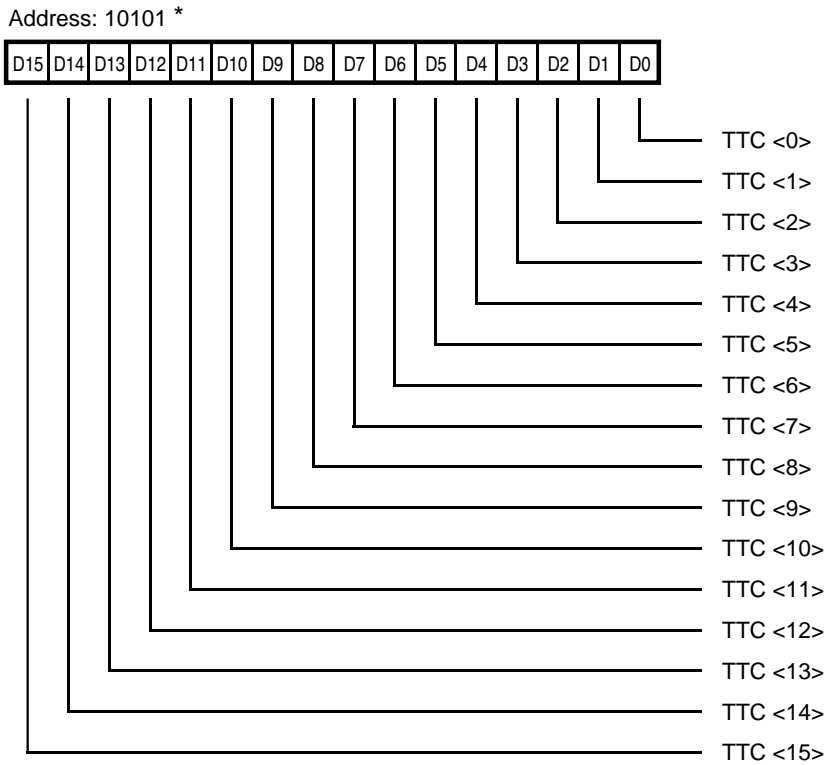 Address: 10101 *
D15 D14 D13 D12 D11 D10 D9 D8 D7 D6 D5 D4 D3 D2 D1 D0
TTC <0>
TTC <1>
TTC <2>
TTC <3>
TTC <4>
TTC <5>
TTC <6>
TTC <7>
TTC <8>
TTC <9>
TTC <10>
TTC <11>
TTC <12>
TTC <13>
TTC <14>
TTC <15>